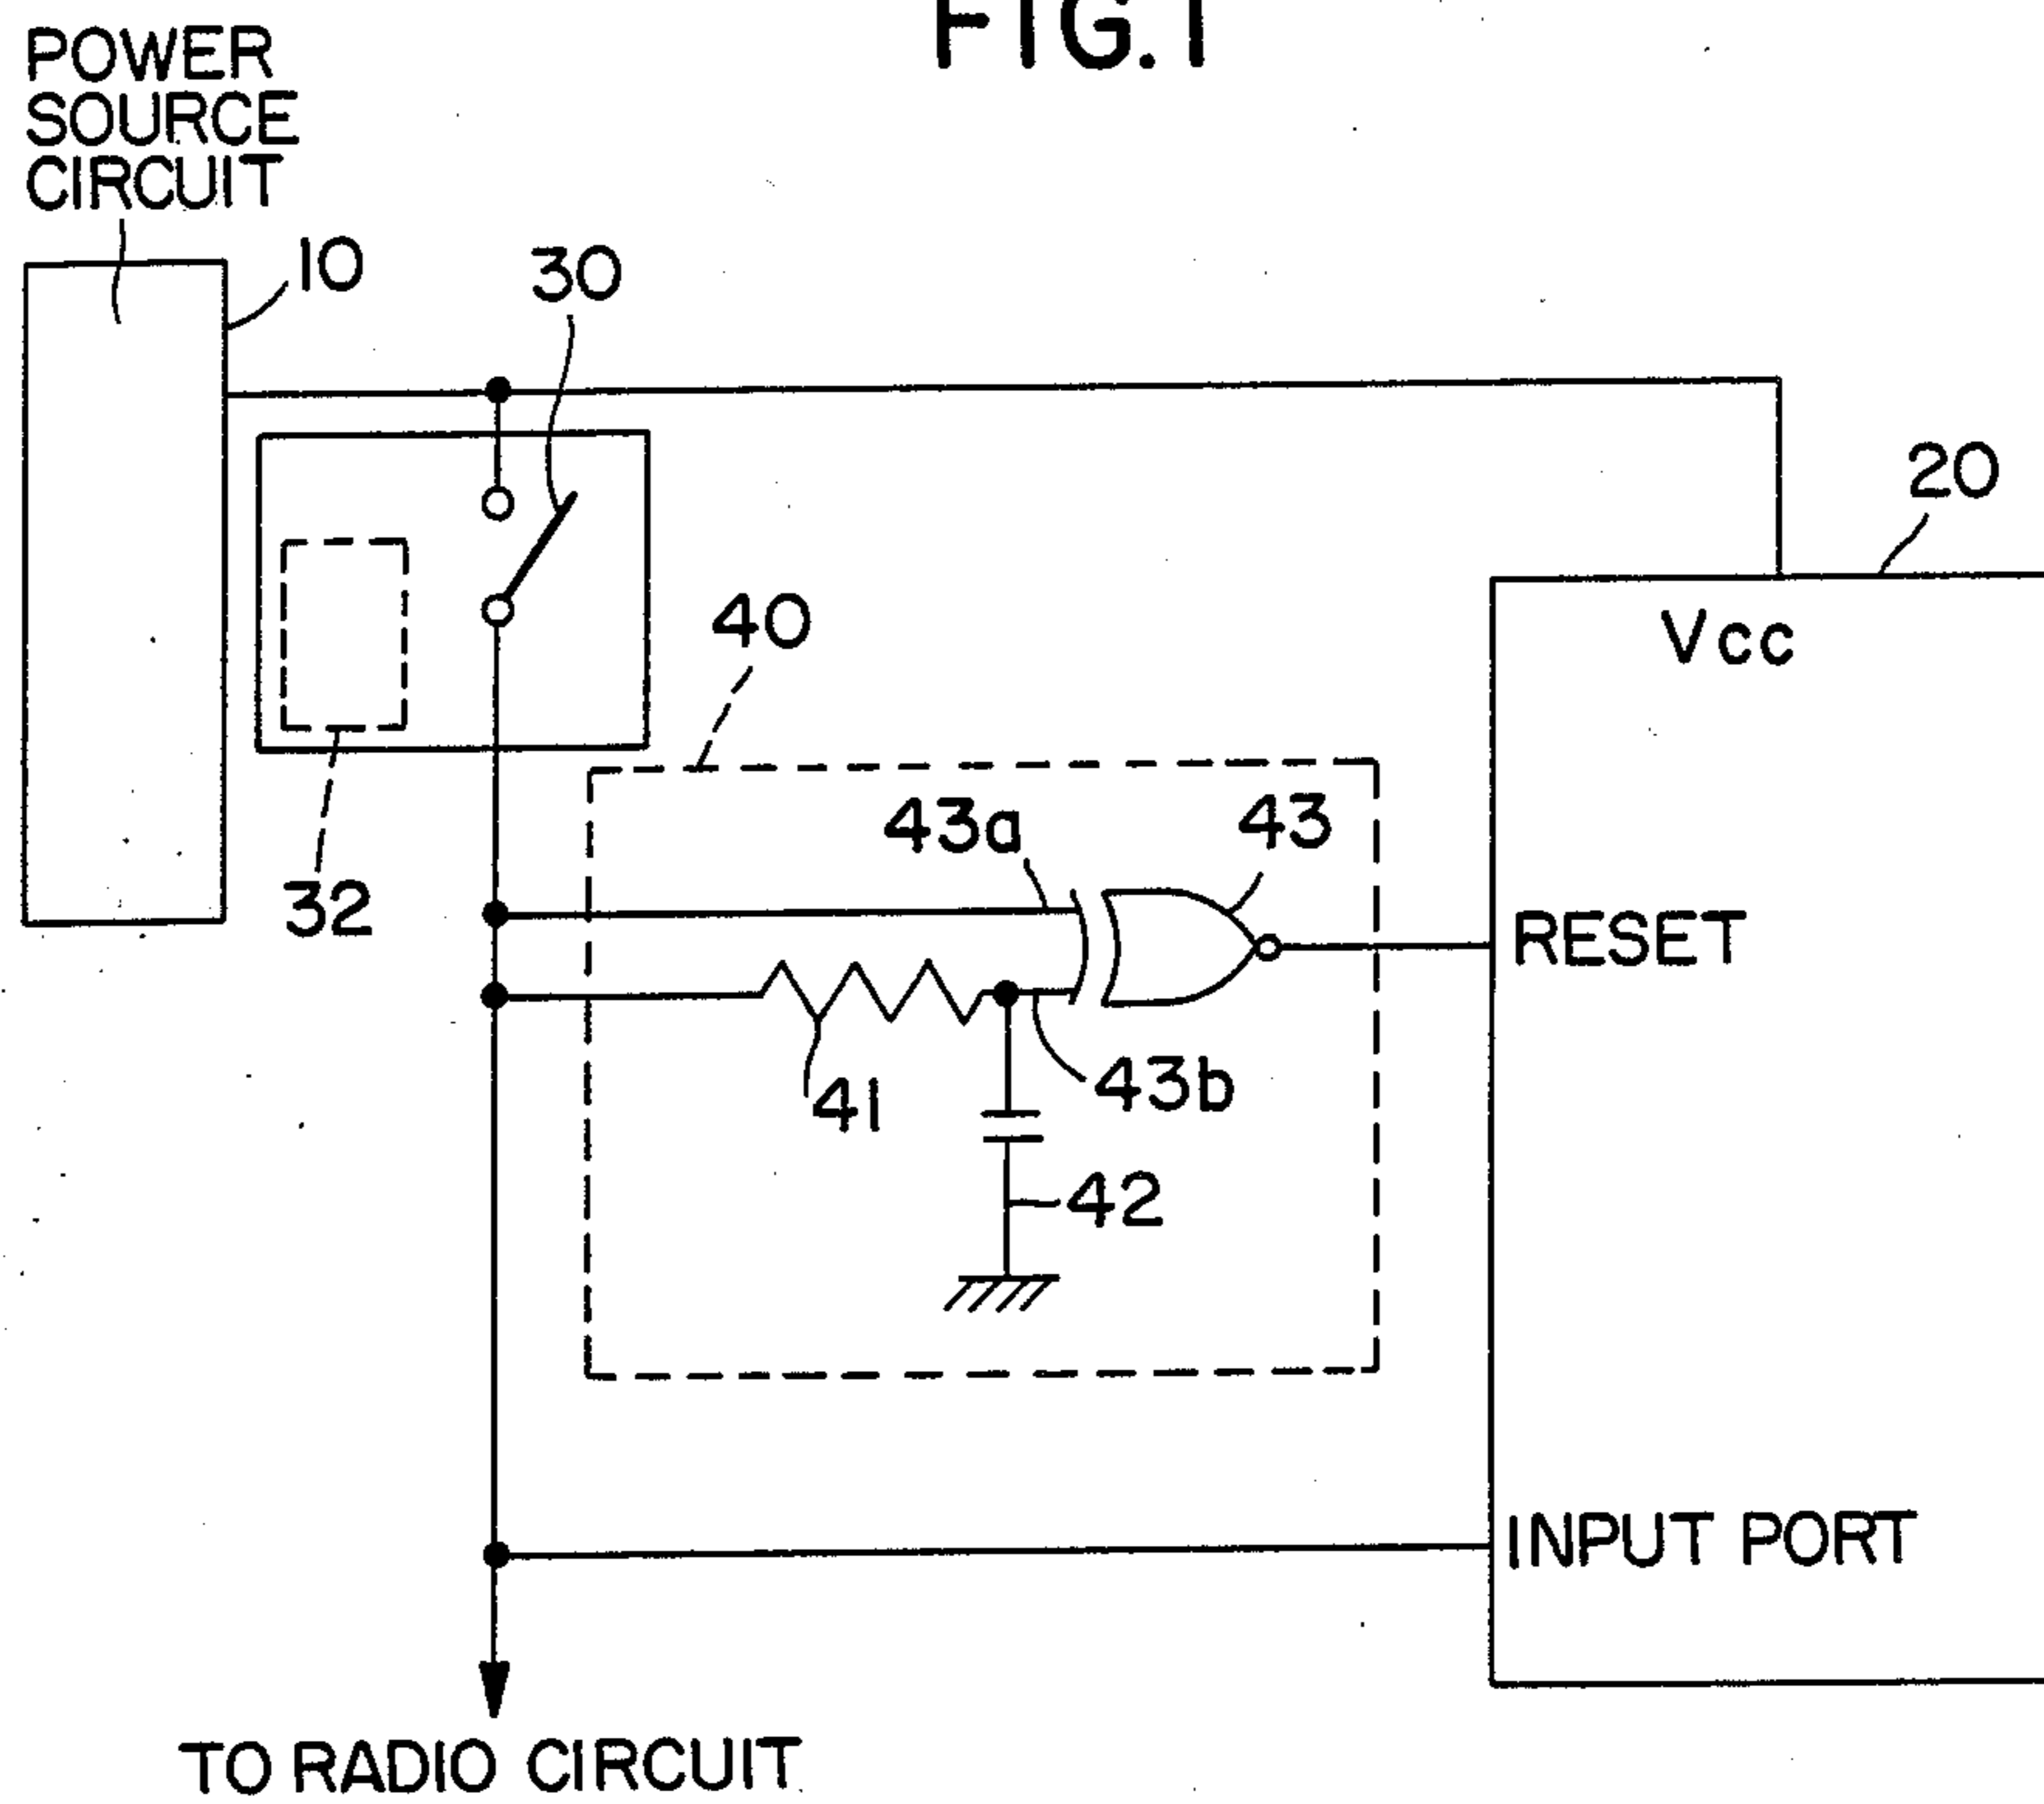 FIG. 1
POWER
SOURCE
CIRCUIT
10
30
20
Vcc
40
43a
43
32
RESET
41
43b
42
INPUT PORT
TO RADIO CIRCUIT